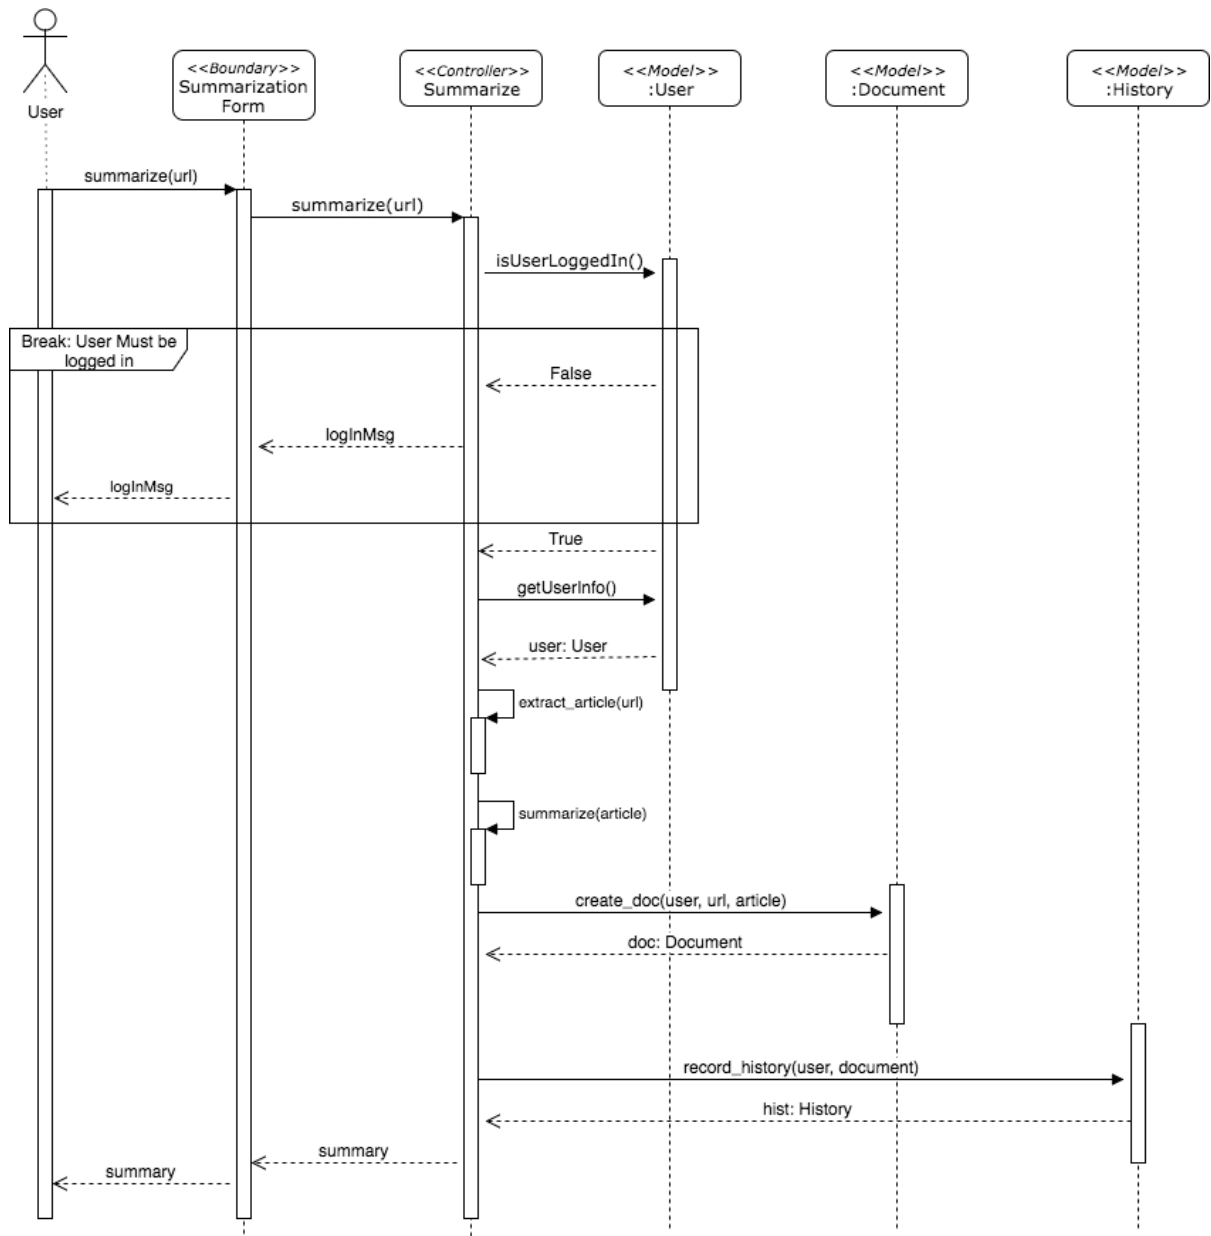 User
<<Boundary>>
Summarization
Form
<<Controller>>
Summarize
<<Model>>
:User
<<Model>>
:Document
<<Model>>
:History
summarize(url)
summarize(url)
isUserLoggedIn()
Break: User Must be
logged in
False
logInMsg
logInMsg
True
getUserInfo()
user: User
extract_article(url)
summarize(article)
create_doc(user, url, article)
doc: Document
record_history(user, document)
hist: History
summary
summary